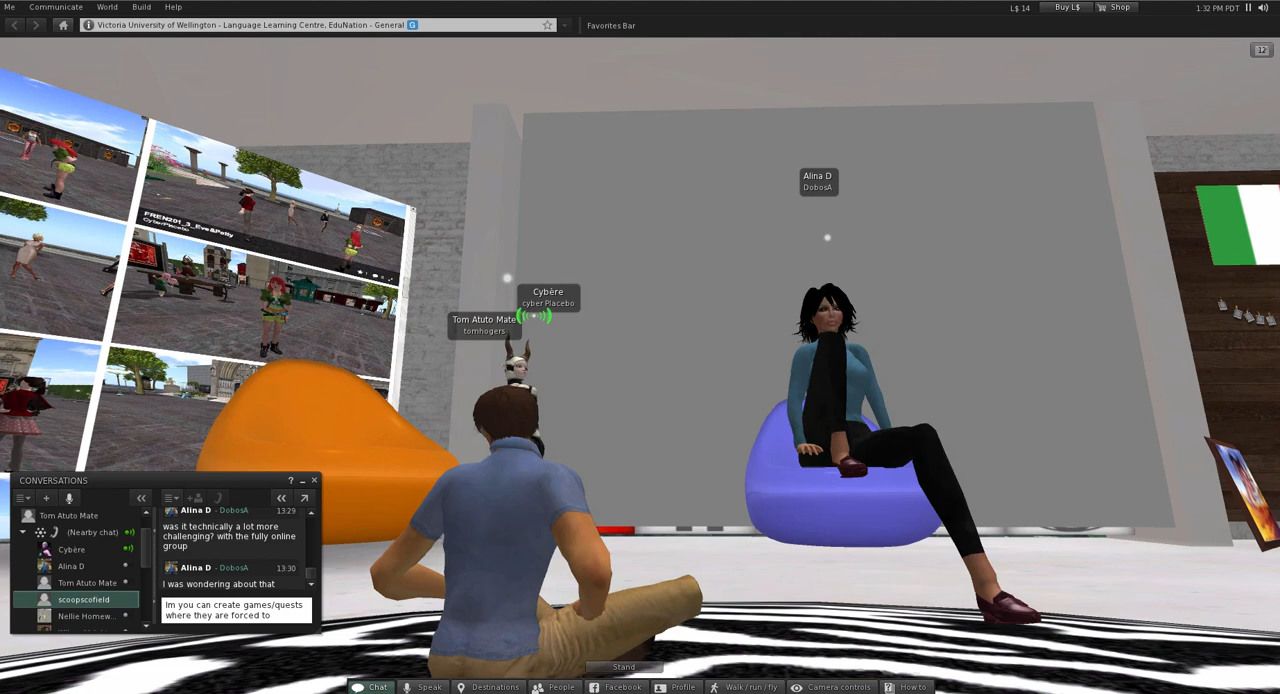 Me Communicate World Build Help
L$ 14 Buy L$ Shop 1:32 PM PDT
Victoria University of Wellington - Language Learning Centre, EduNation - General G
Favorites Bar
12
Alina D
DobosA
FREN201_3_Eve&Patty
CyberPlacebo
Cybère
cyber Placebo
Tom Atuto Mate
tomhogers
CONVERSATIONS
Tom Atuto Mate
(Nearby chat)
Cybère
Alina D
Tom Atuto Mate
scoopscofield
Nellie Homew...
Alina D - DobosA 13:29
was it technically a lot more
challenging? with the fully online
group
Alina D - DobosA 13:30
I was wondering about that
Im you can create games/quests
where they are forced to
Stand
Chat Speak Destinations People Facebook Profile Walk / run / fly Camera controls How to